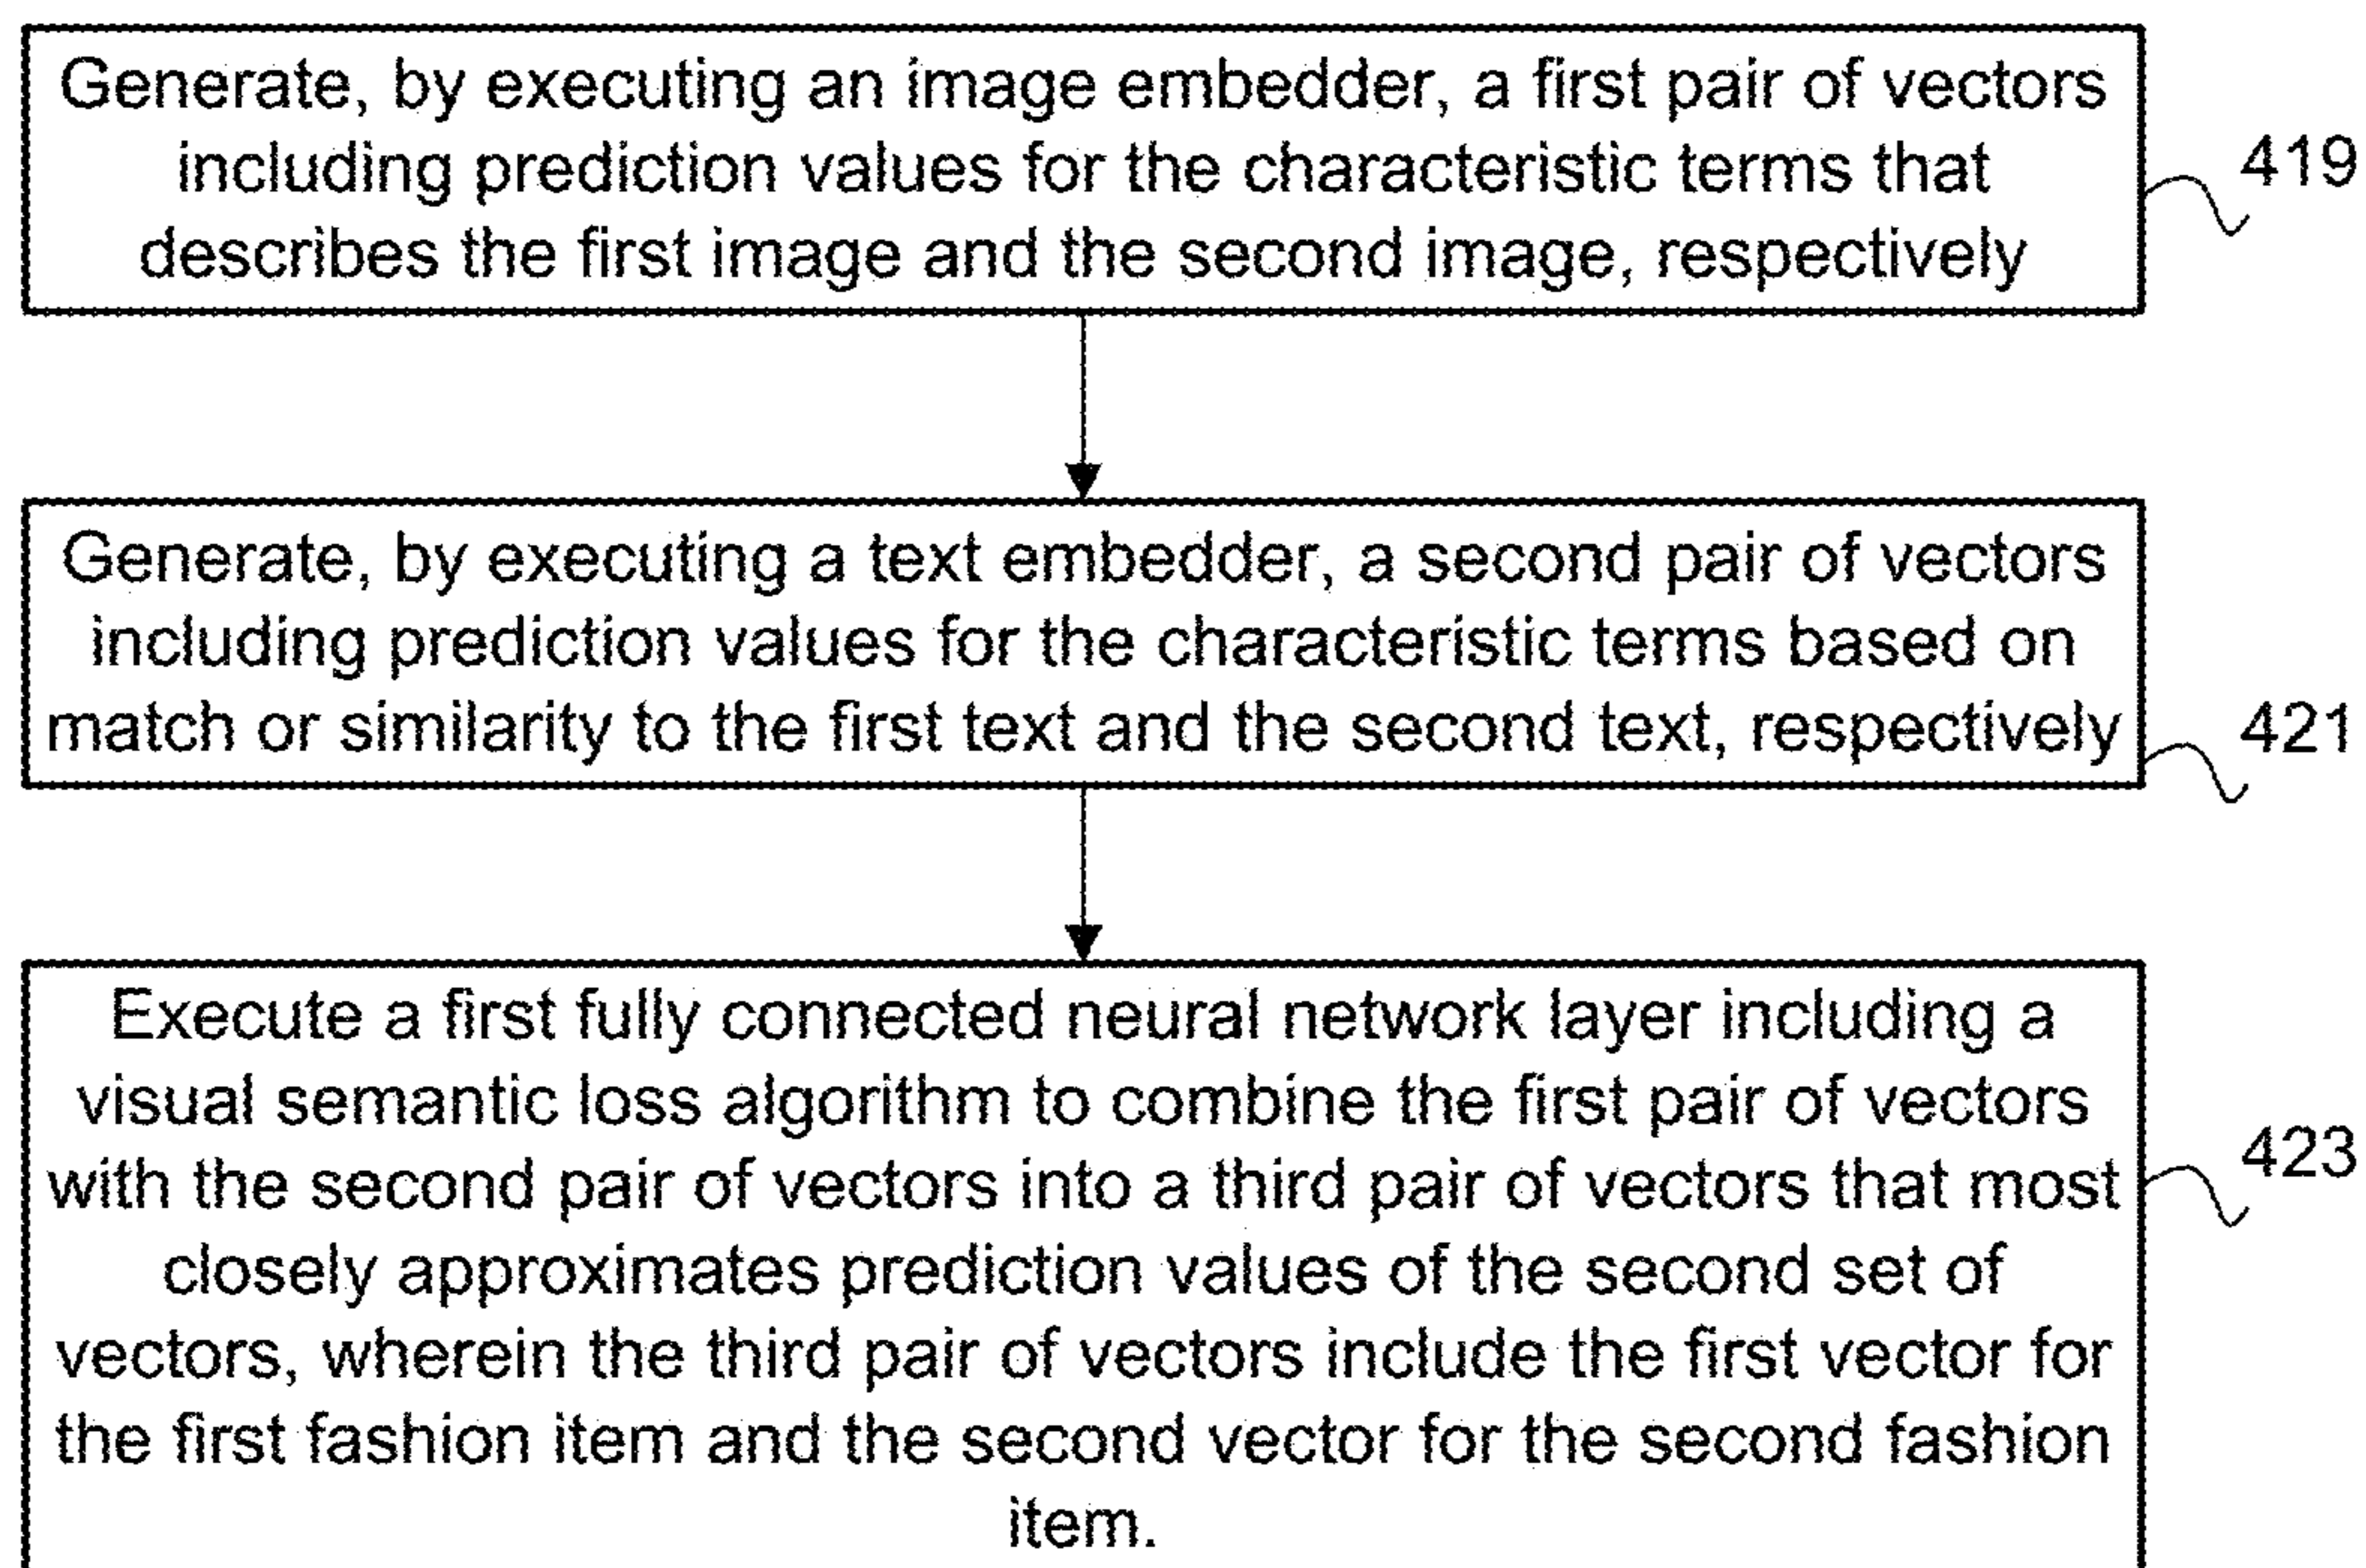 Generate, by executing an image embedder, a first pair of vectors
including prediction values for the characteristic terms that
describes the first image and the second image, respectively
419
Generate, by executing a text embedder, a second pair of vectors
including prediction values for the characteristic terms based on
match or similarity to the first text and the second text, respectively
421
Execute a first fully connected neural network layer including a
visual semantic loss algorithm to combine the first pair of vectors
with the second pair of vectors into a third pair of vectors that most
closely approximates prediction values of the second set of
vectors, wherein the third pair of vectors include the first vector for
the first fashion item and the second vector for the second fashion
item.
423